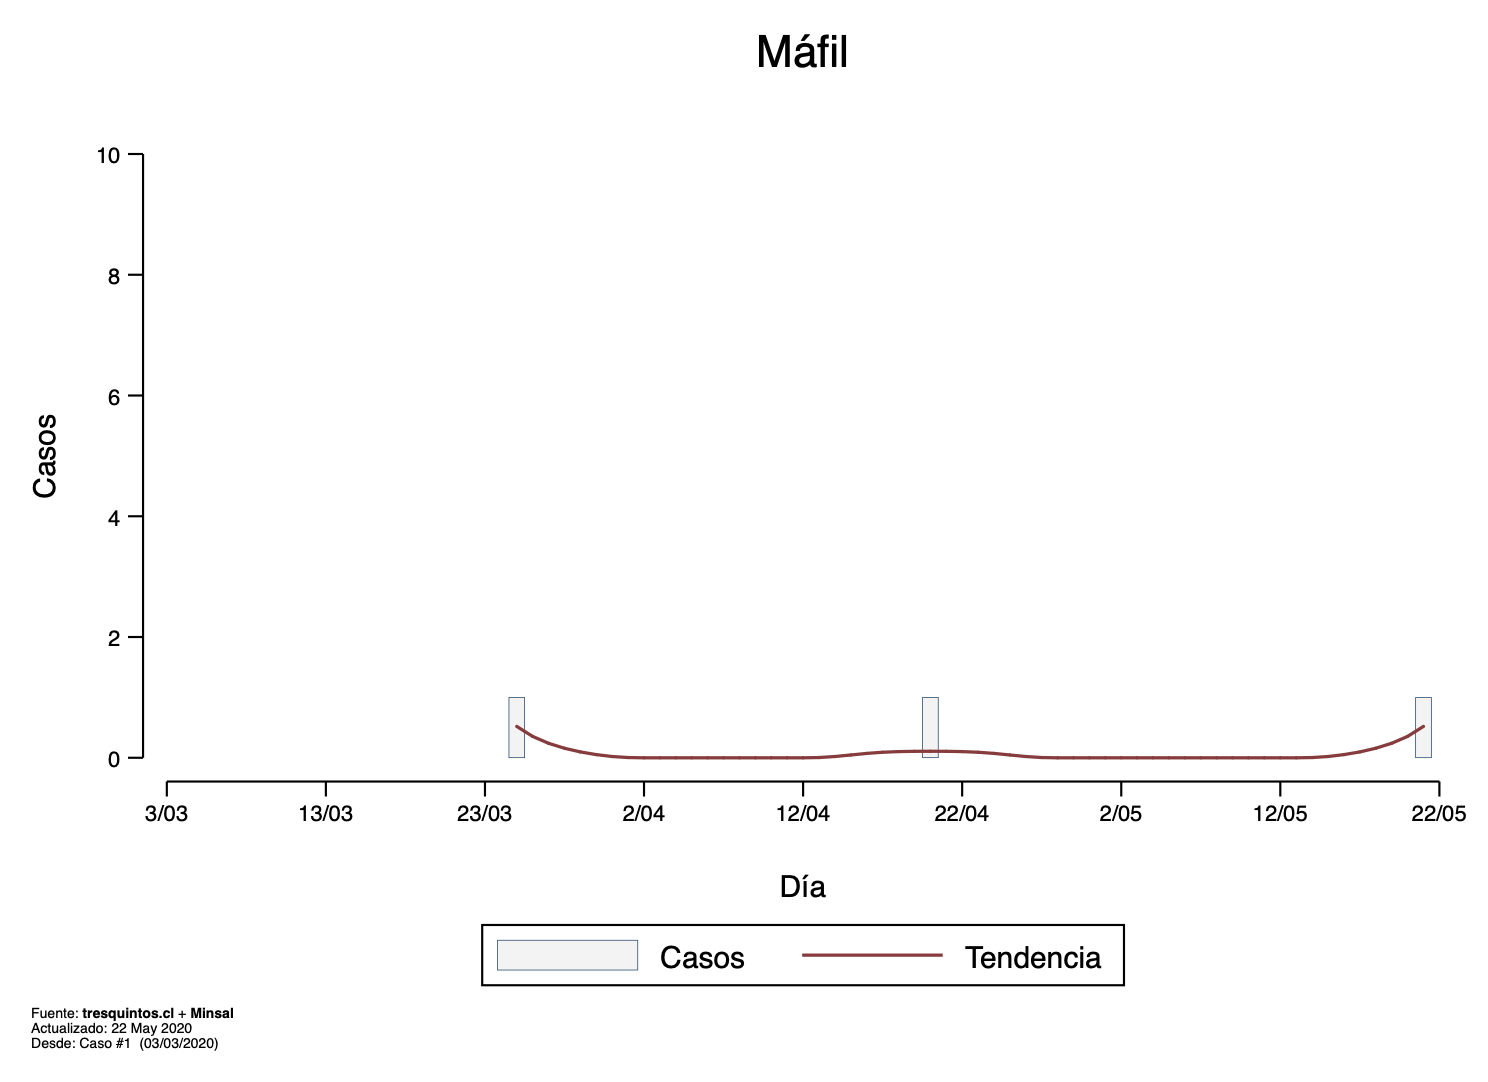 Máfil
10
8
6
4
2
0
Casos
3/03 13/03 23/03 2/04 12/04 22/04 2/05 12/05 22/05
Día
Casos Tendencia
Fuente: tresquintos.cl + Minsal
Actualizado: 22 May 2020
Desde: Caso #1 (03/03/2020)